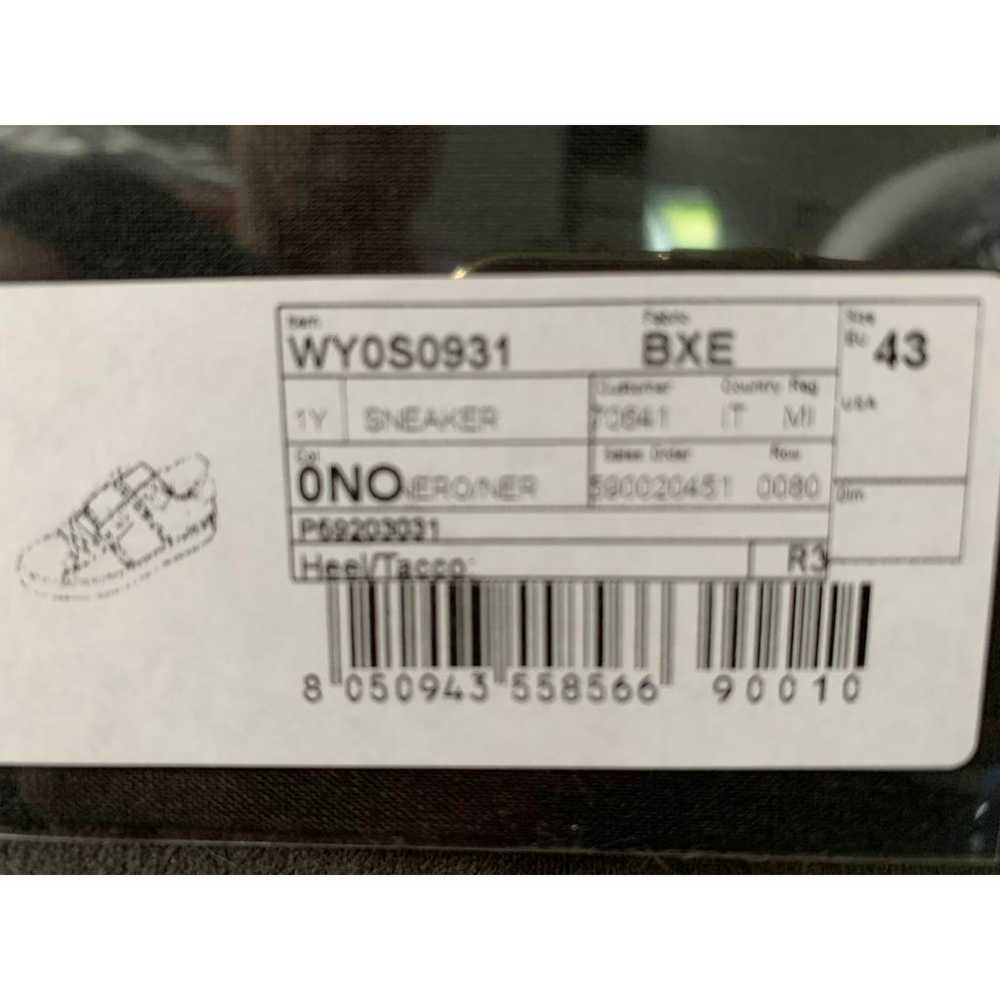 Item Fabric Size
WY0S0931 BXE EU 43
Customer Country Reg
1Y SNEAKER 70641 IT MI USA
Col Sales Order Row
0NO NERO/NER 590020451 0080 Dim
P59203031
Heel/Tacco: R3
8 050943 558566 90010